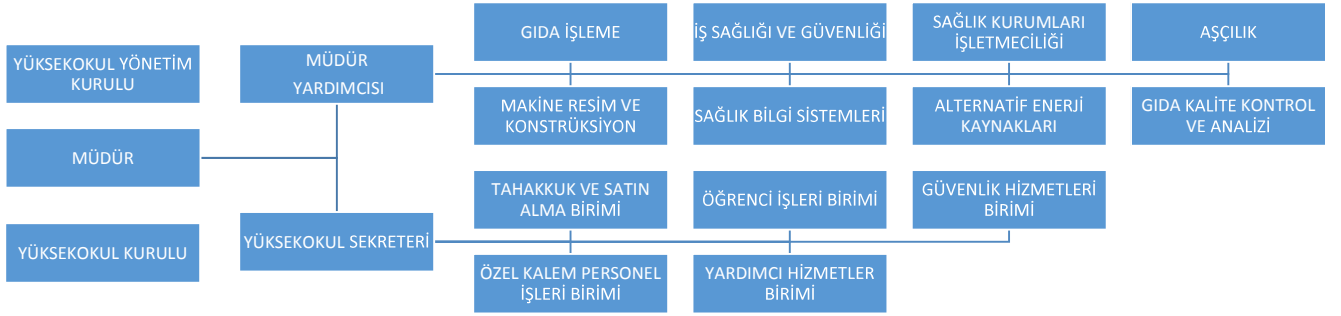 YÜKSEKOKUL YÖNETİM
KURULU
MÜDÜR
YÜKSEKOKUL KURULU
MÜDÜR
YARDIMCISI
YÜKSEKOKUL SEKRETERİ
GIDA İŞLEME
İŞ SAĞLIĞI VE GÜVENLİĞİ
SAĞLIK KURUMLARI
İŞLETMECİLİĞİ
AŞÇILIK
MAKİNE RESİM VE
KONSTRÜKSİYON
SAĞLIK BİLGİ SİSTEMLERİ
ALTERNATİF ENERJİ
KAYNAKLARI
GIDA KALİTE KONTROL
VE ANALİZİ
TAHAKKUK VE SATIN
ALMA BİRİMİ
ÖĞRENCİ İŞLERİ BİRİMİ
GÜVENLİK HİZMETLERİ
BİRİMİ
ÖZEL KALEM PERSONEL
İŞLERİ BİRİMİ
YARDIMCI HİZMETLER
BİRİMİ